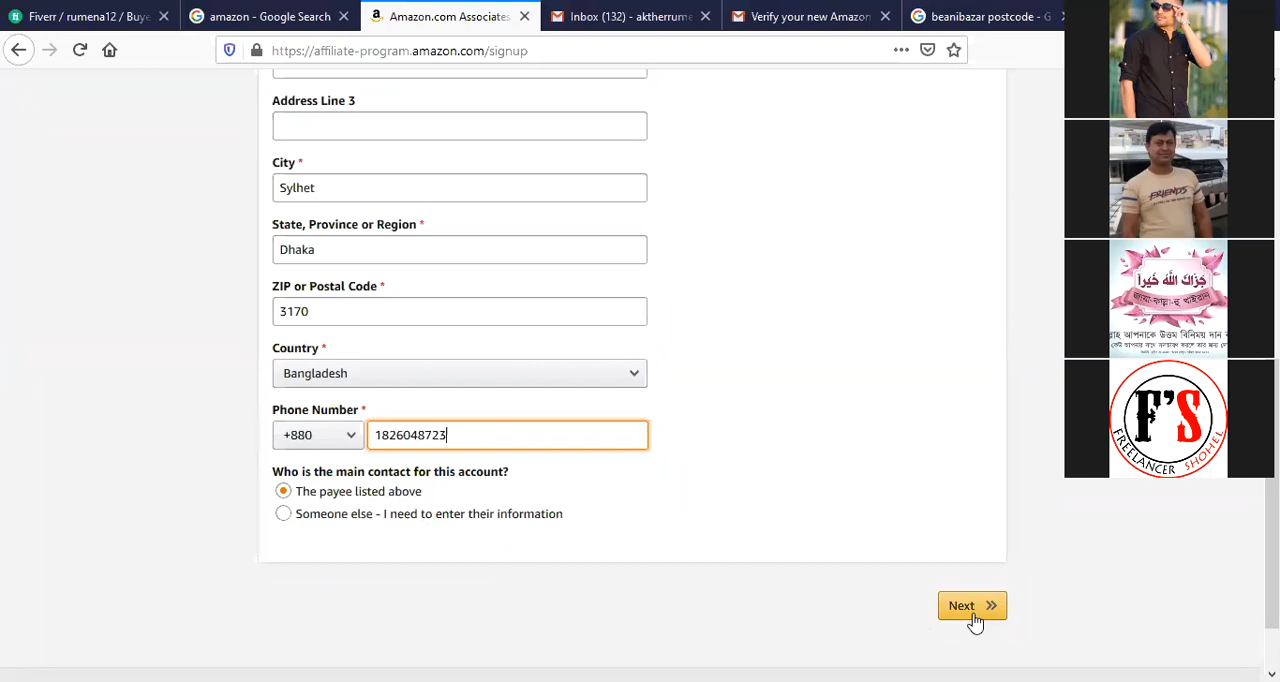 Fiverr / rumena12 / Buye
amazon - Google Search
Amazon.com Associates
Inbox (132) - aktherrume
Verify your new Amazon
beanibazar postcode - G
https://affiliate-program.amazon.com/signup
Address Line 3
City *
Sylhet
State, Province or Region *
Dhaka
ZIP or Postal Code *
3170
Country *
Bangladesh
Phone Number *
+880
1826048723
Who is the main contact for this account?
The payee listed above
Someone else - I need to enter their information
Next
FRIENDS
جَزَاكَ اللَّهُ خَيْرًا
F'S
FREELANCER SHOHEL